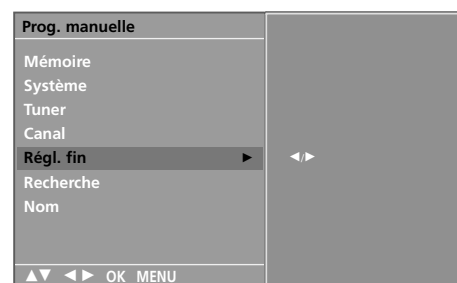 Prog. manuelle
Mémoire
Système
Tuner
Canal
Régl. fin ► ◄/►
Recherche
Nom
▲▼ ◄► OK MENU